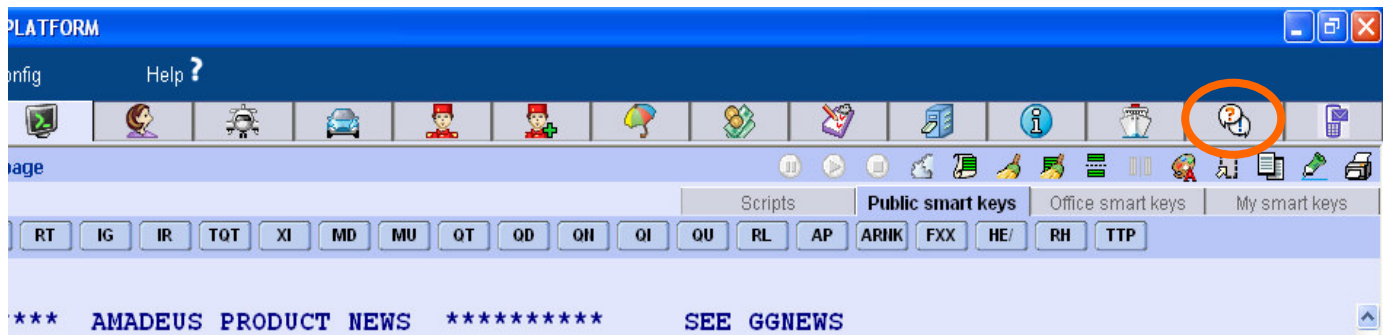 PLATFORM
onfig Help ?
page
Scripts Public smart keys Office smart keys My smart keys
RT IG IR TQT XI MD MU QT QD QN QI QU RL AP ARNK FXX HE/ RH TTP
**** AMADEUS PRODUCT NEWS ********** SEE GGNEWS